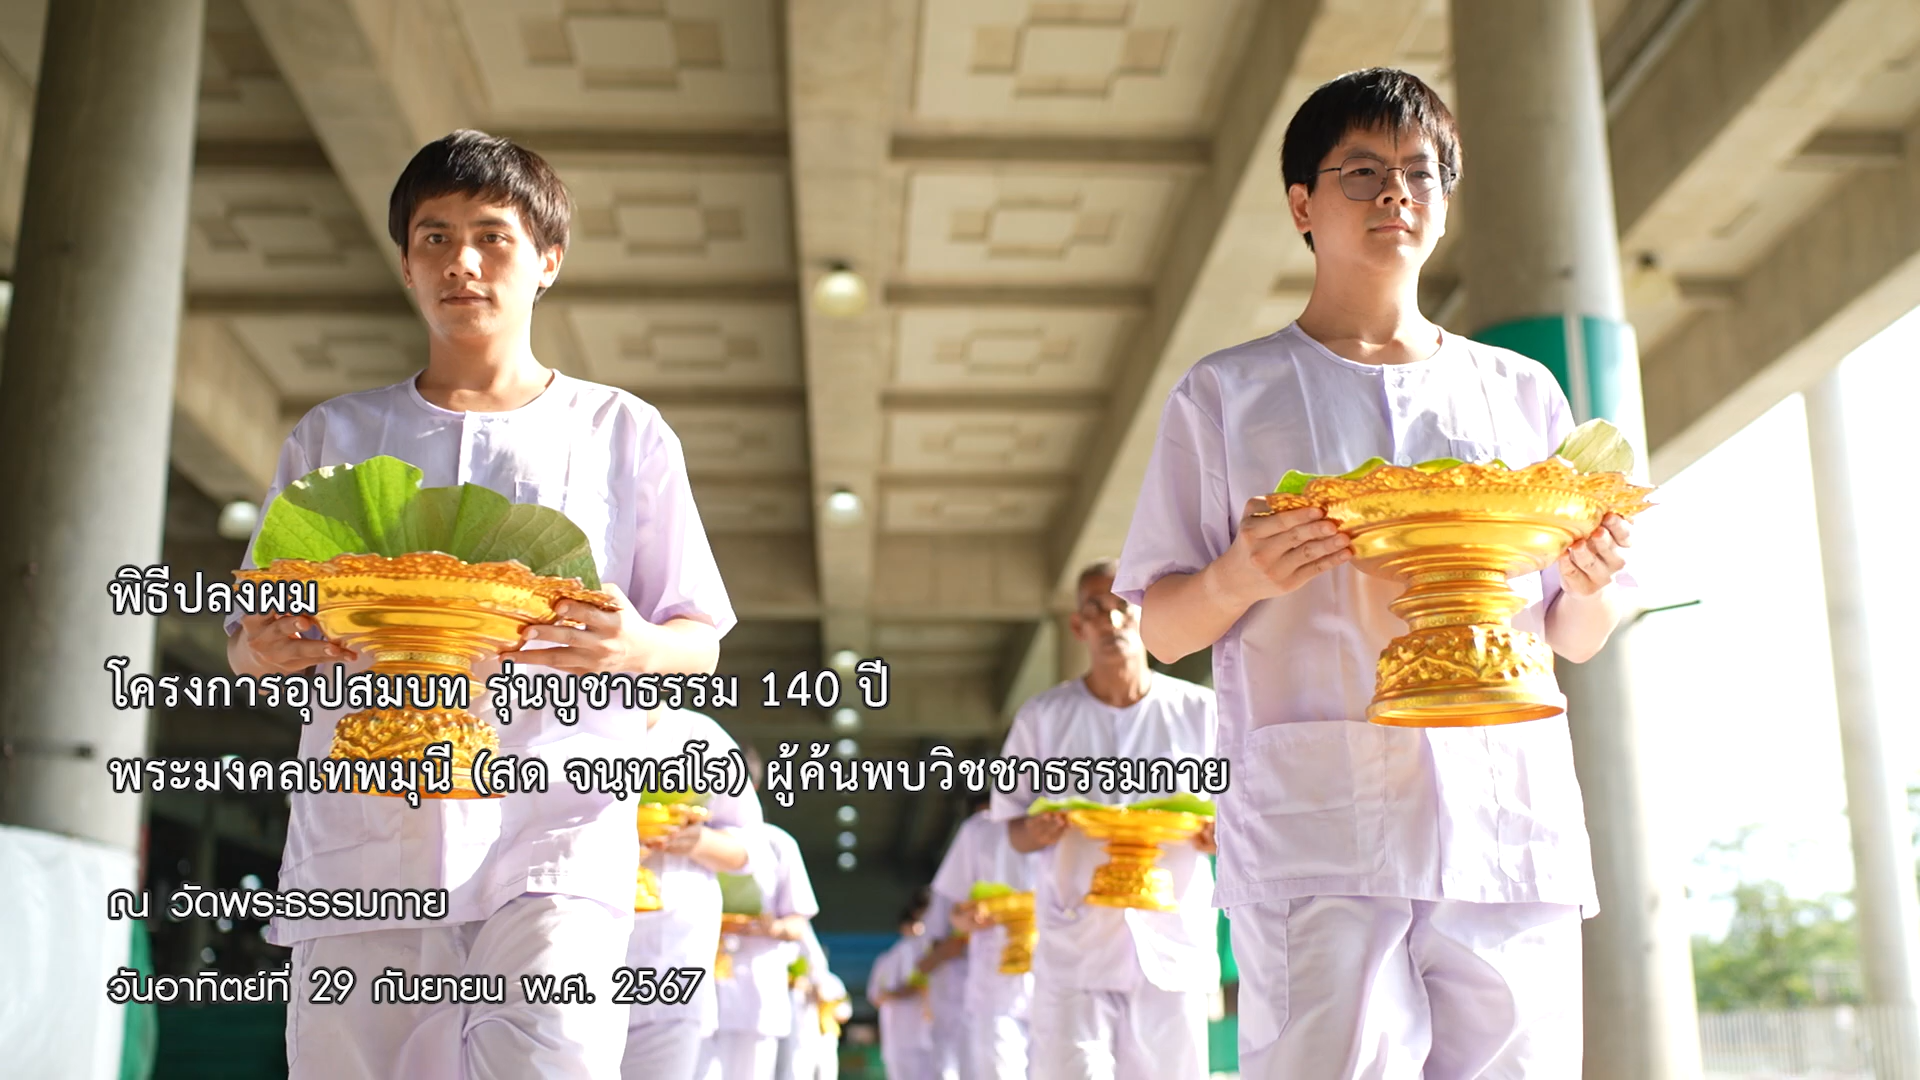 พิธีปลงผม
โครงการอุปสมบท รุ่นบูชาธรรม 140 ปี
พระมงคลเทพมุนี (สด จนฺทสโร) ผู้ค้นพบวิชชาธรรมกาย
ณ วัดพระธรรมกาย
วันอาทิตย์ที่ 29 กันยายน พ.ศ. 2567